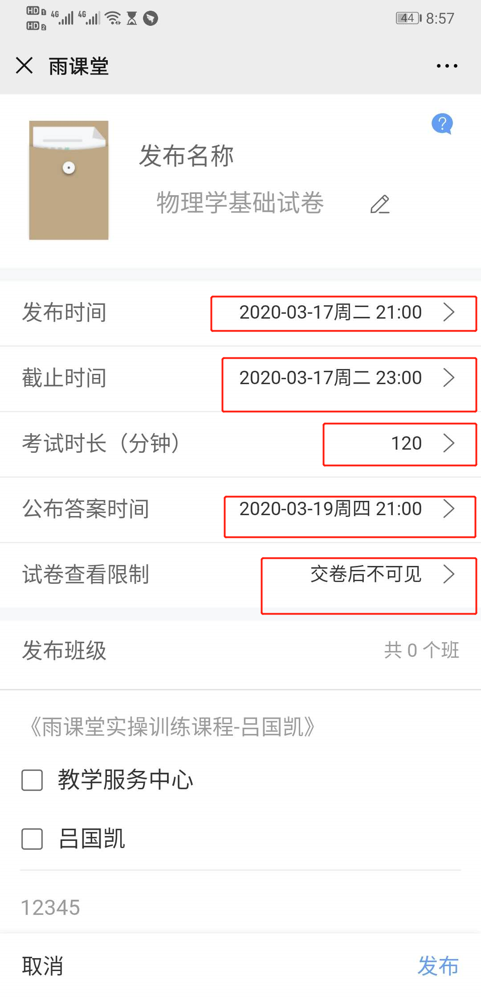 HD 1 4G 4G 44 8:57
HD 2
雨课堂
?
发布名称
物理学基础试卷
发布时间 2020-03-17周二 21:00
截止时间 2020-03-17周二 23:00
考试时长（分钟） 120
公布答案时间 2020-03-19周四 21:00
试卷查看限制 交卷后不可见
发布班级 共 0 个班
《雨课堂实操训练课程-吕国凯》
教学服务中心
吕国凯
12345
取消 发布